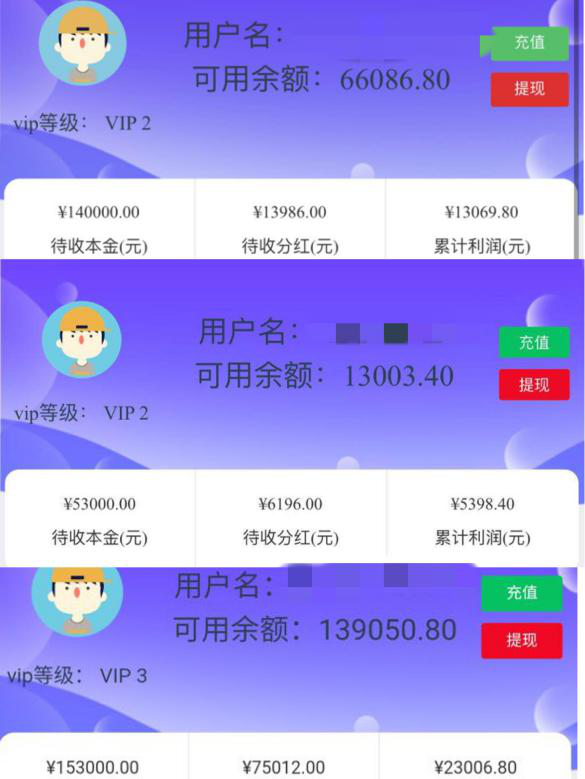 用户名：
充值
可用余额：66086.80
提现
vip等级： VIP 2
¥140000.00 ¥13986.00 ¥13069.80
待收本金(元) 待收分红(元) 累计利润(元)
用户名：
充值
可用余额：13003.40
提现
vip等级： VIP 2
¥53000.00 ¥6196.00 ¥5398.40
待收本金(元) 待收分红(元) 累计利润(元)
用户名：
充值
可用余额：139050.80
提现
vip等级： VIP 3
¥153000.00 ¥75012.00 ¥23006.80